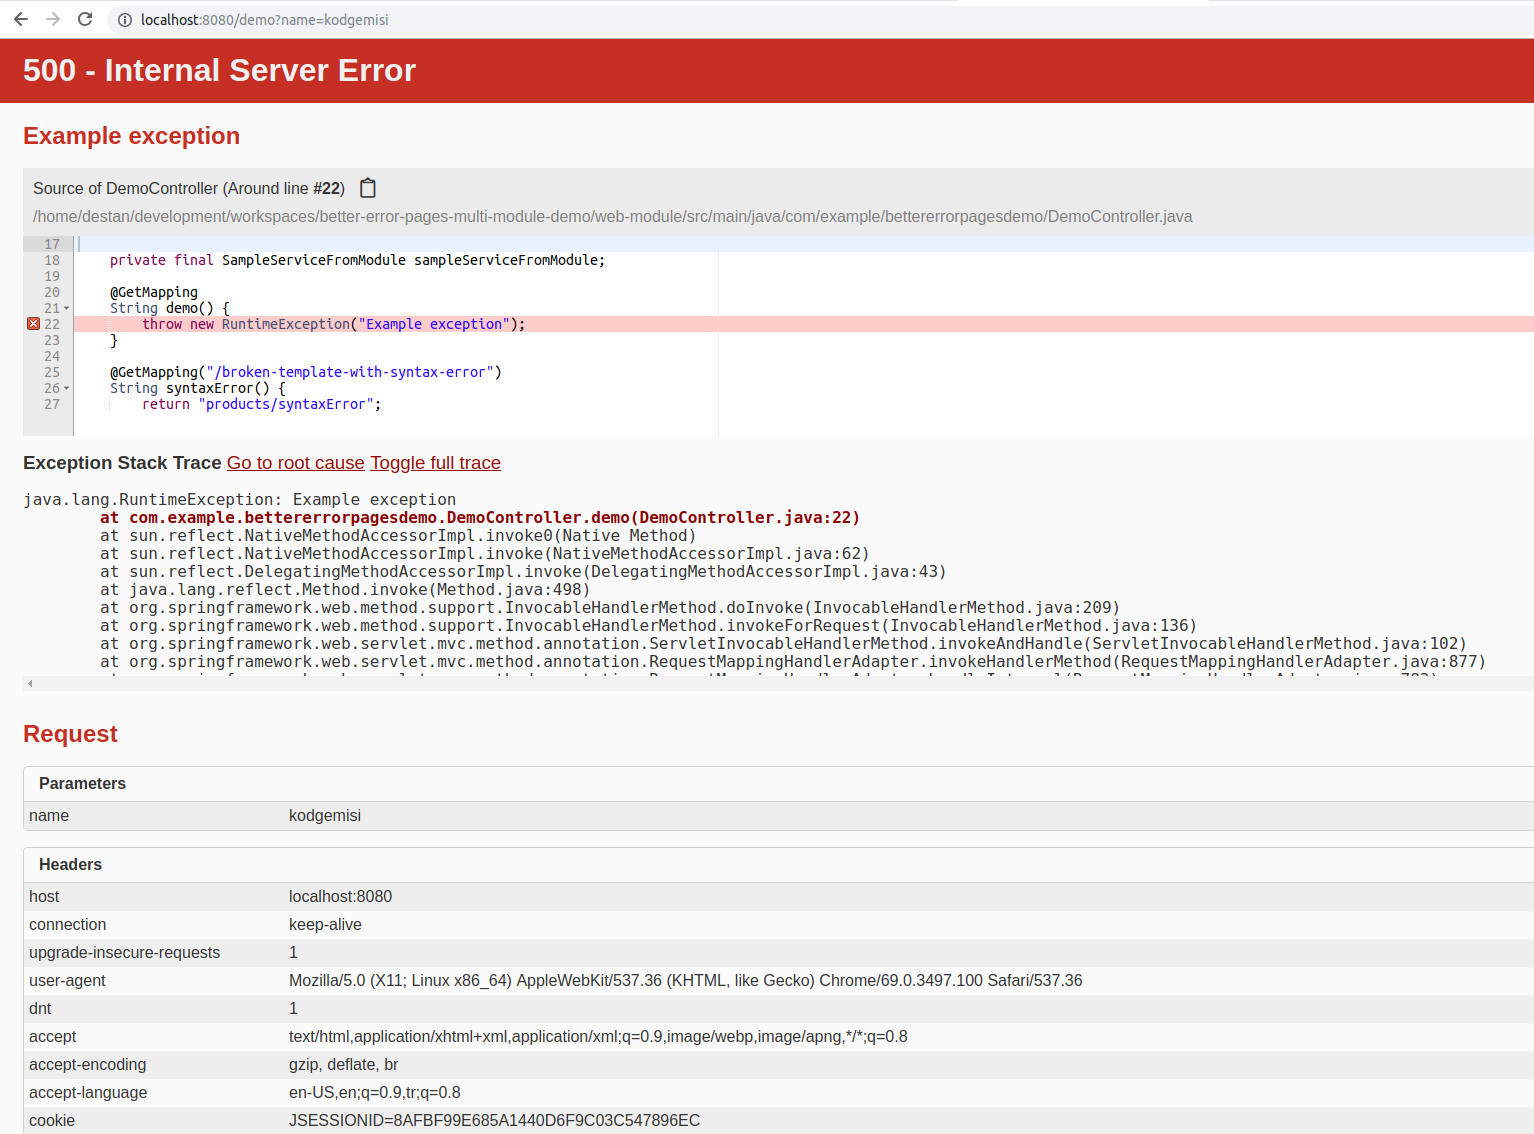 localhost:8080/demo?name=kodgemisi
500 - Internal Server Error
Example exception
Source of DemoController (Around line #22)
/home/destan/development/workspaces/better-error-pages-multi-module-demo/web-module/src/main/java/com/example/bettererrorpagesdemo/DemoController.java
17
18 private final SampleServiceFromModule sampleServiceFromModule;
19
20 @GetMapping
21 String demo() {
22 throw new RuntimeException("Example exception");
23 }
24
25 @GetMapping("/broken-template-with-syntax-error")
26 String syntaxError() {
27 return "products/syntaxError";
Exception Stack Trace Go to root cause Toggle full trace
java.lang.RuntimeException: Example exception
at com.example.bettererrorpagesdemo.DemoController.demo(DemoController.java:22)
at sun.reflect.NativeMethodAccessorImpl.invoke0(Native Method)
at sun.reflect.NativeMethodAccessorImpl.invoke(NativeMethodAccessorImpl.java:62)
at sun.reflect.DelegatingMethodAccessorImpl.invoke(DelegatingMethodAccessorImpl.java:43)
at java.lang.reflect.Method.invoke(Method.java:498)
at org.springframework.web.method.support.InvocableHandlerMethod.doInvoke(InvocableHandlerMethod.java:209)
at org.springframework.web.method.support.InvocableHandlerMethod.invokeForRequest(InvocableHandlerMethod.java:136)
at org.springframework.web.servlet.mvc.method.annotation.ServletInvocableHandlerMethod.invokeAndHandle(ServletInvocableHandlerMethod.java:102)
at org.springframework.web.servlet.mvc.method.annotation.RequestMappingHandlerAdapter.invokeHandlerMethod(RequestMappingHandlerAdapter.java:877)
Request
Parameters
name kodgemisi
Headers
host localhost:8080
connection keep-alive
upgrade-insecure-requests 1
user-agent Mozilla/5.0 (X11; Linux x86_64) AppleWebKit/537.36 (KHTML, like Gecko) Chrome/69.0.3497.100 Safari/537.36
dnt 1
accept text/html,application/xhtml+xml,application/xml;q=0.9,image/webp,image/apng,*/*;q=0.8
accept-encoding gzip, deflate, br
accept-language en-US,en;q=0.9,tr;q=0.8
cookie JSESSIONID=8AFBF99E685A1440D6F9C03C547896EC